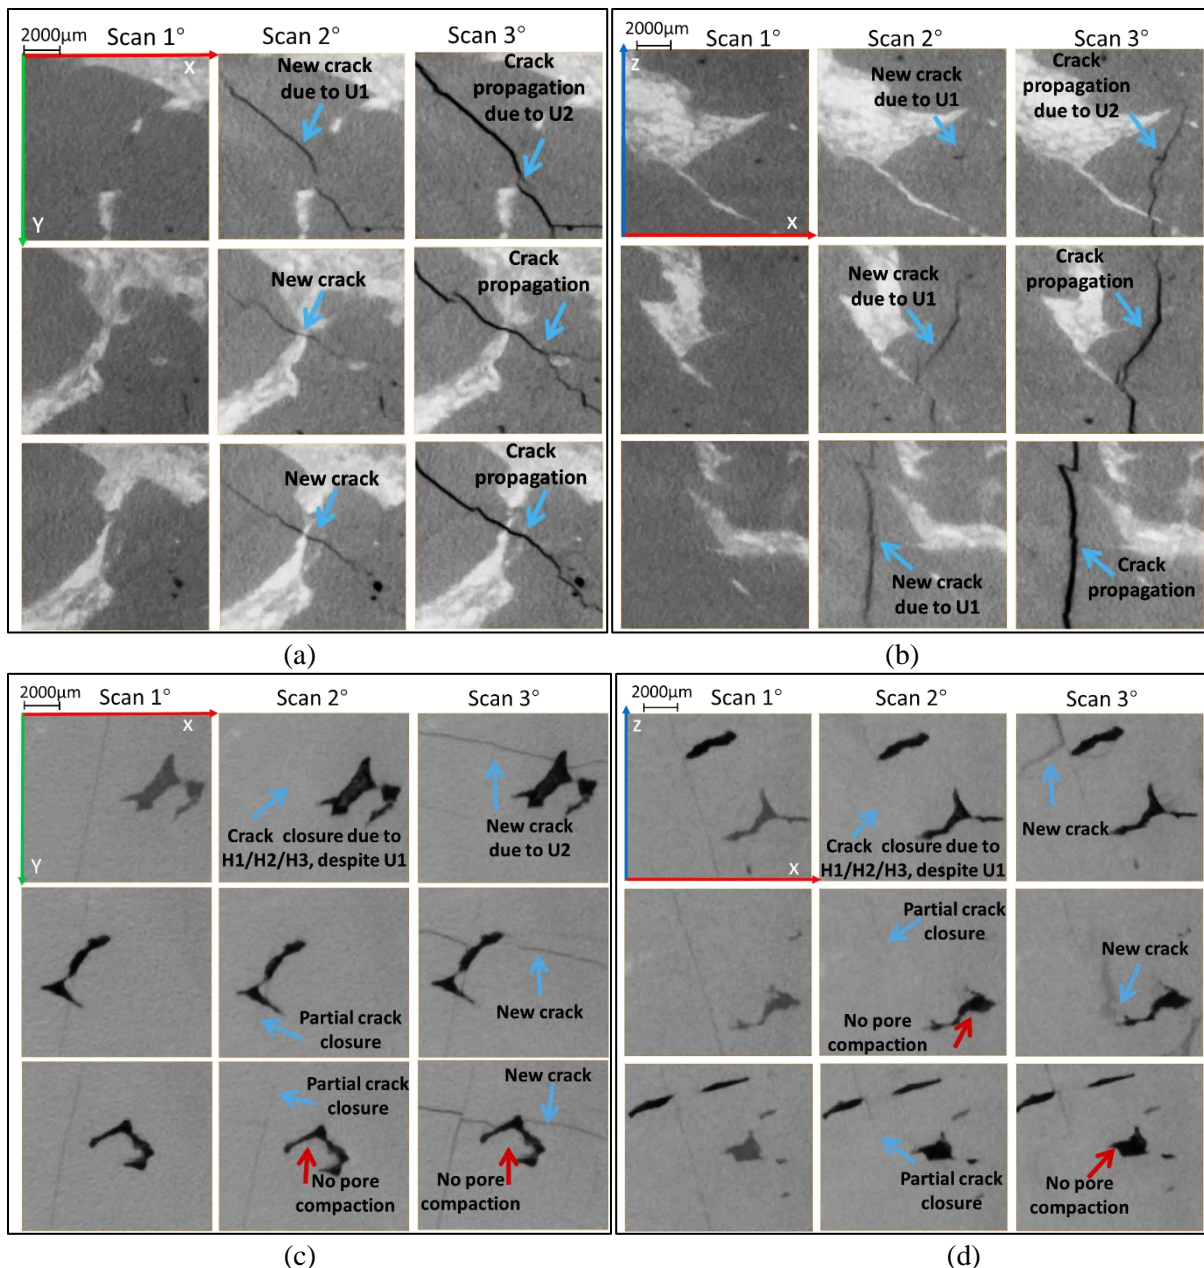 2000µm
Scan 1°
Scan 2°
Scan 3°
X
Y
New crack
due to U1
Crack
propagation
due to U2
New crack
Crack
propagation
New crack
Crack
propagation
(a)
2000µm
Scan 1°
Scan 2°
Scan 3°
Z
X
New crack
due to U1
Crack
propagation
due to U2
New crack
due to U1
Crack
propagation
New crack
due to U1
Crack
propagation
(b)
2000µm
Scan 1°
Scan 2°
Scan 3°
X
Y
Crack closure due to
H1/H2/H3, despite U1
New crack
due to U2
Partial crack
closure
New crack
Partial crack
closure
No pore
compaction
New crack
No pore
compaction
(c)
2000µm
Scan 1°
Scan 2°
Scan 3°
Z
X
Crack closure due to
H1/H2/H3, despite U1
New crack
Partial crack
closure
No pore
compaction
New crack
Partial crack
closure
No pore
compaction
(d)